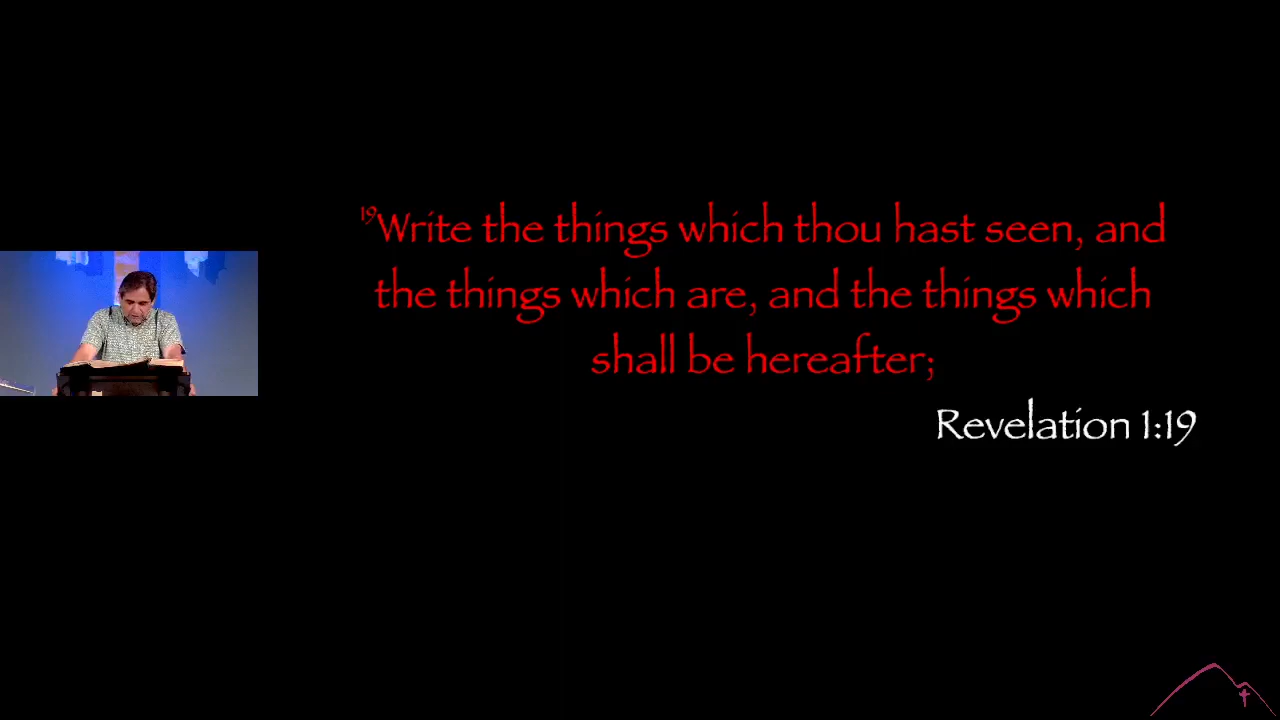 19Write the things which thou hast seen, and
the things which are, and the things which
shall be hereafter;
Revelation 1:19